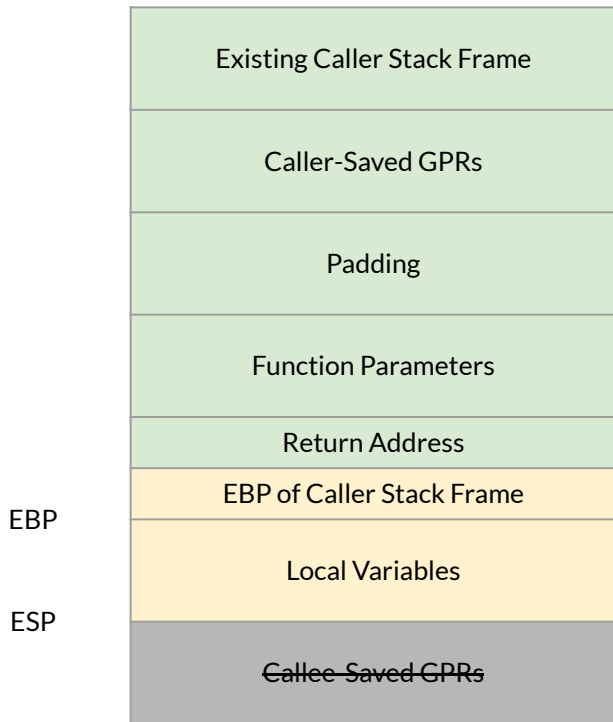 Existing Caller Stack Frame
Caller-Saved GPRs
Padding
Function Parameters
Return Address
EBP of Caller Stack Frame
EBP
Local Variables
ESP
Callee-Saved GPRs